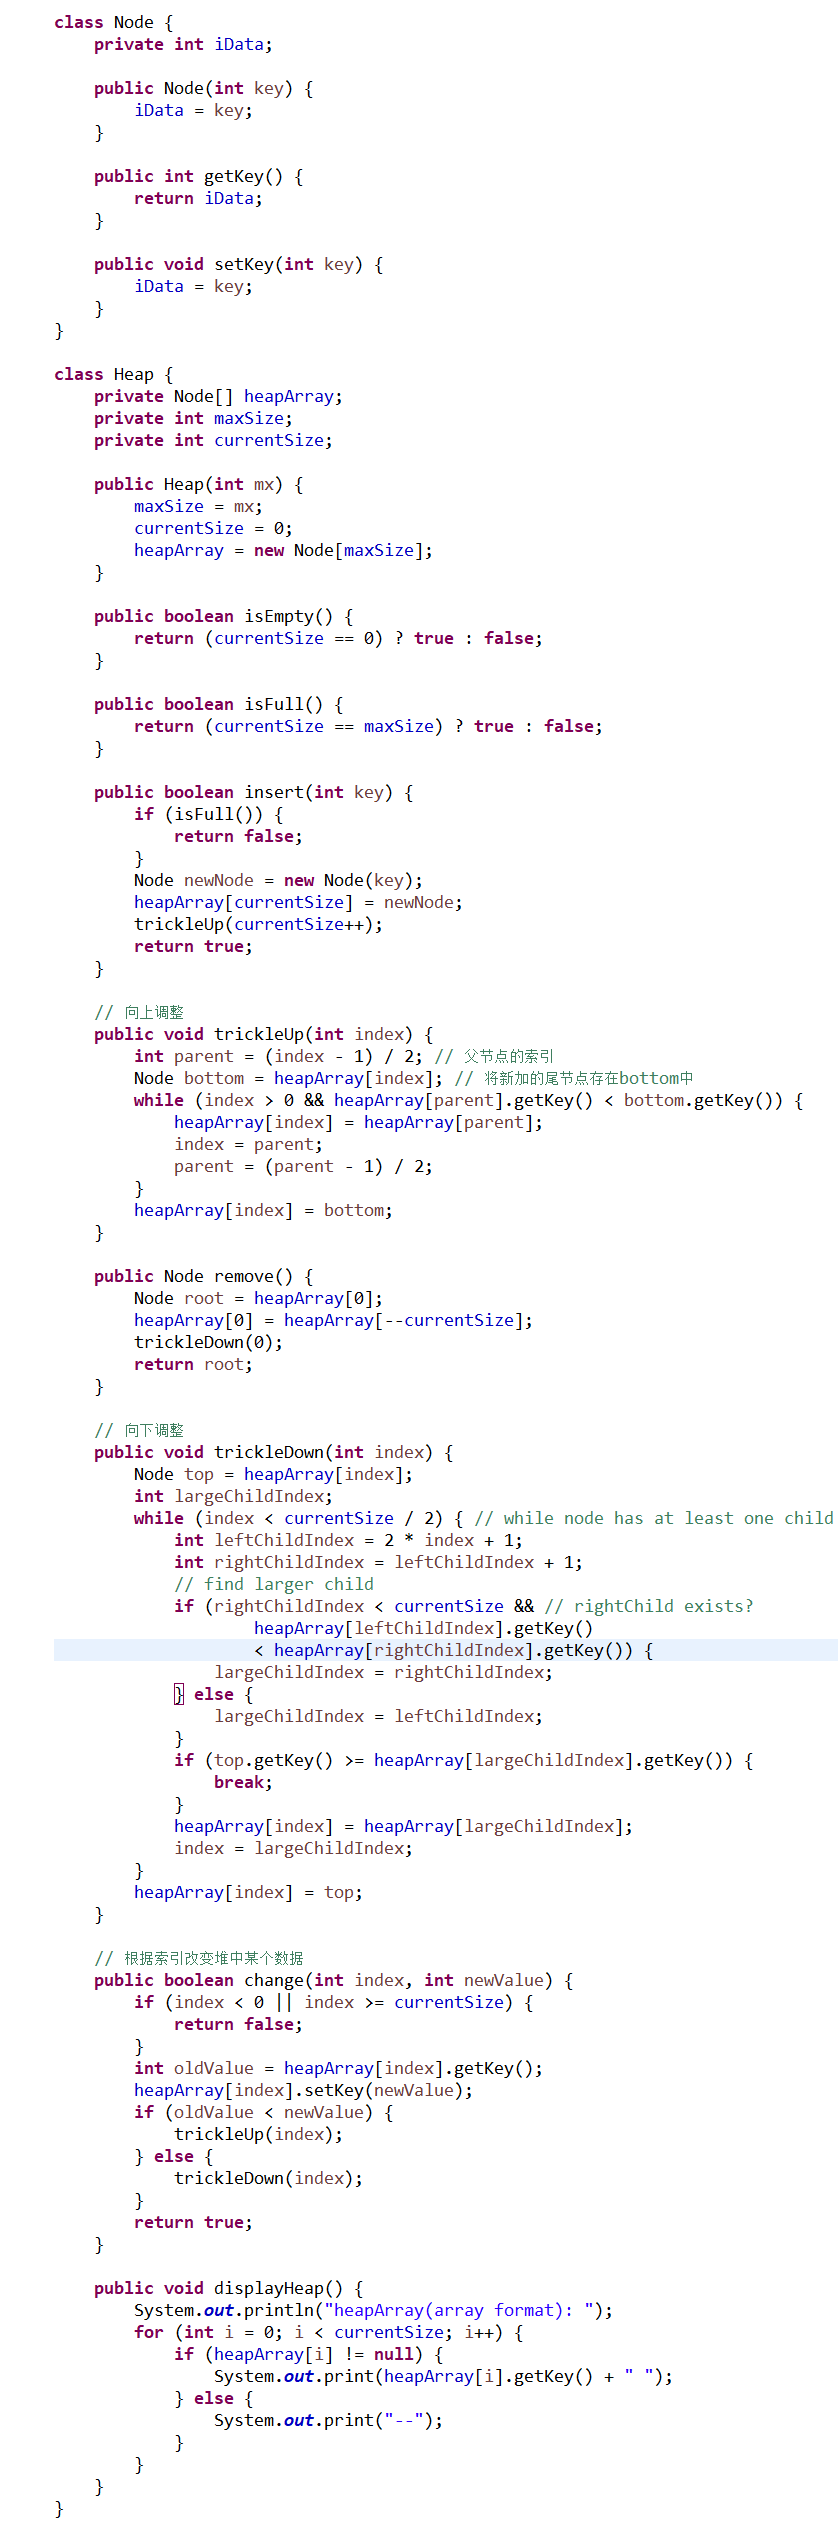 class Node {
    private int iData;

    public Node(int key) {
        iData = key;
    }

    public int getKey() {
        return iData;
    }

    public void setKey(int key) {
        iData = key;
    }
}

class Heap {
    private Node[] heapArray;
    private int maxSize;
    private int currentSize;

    public Heap(int mx) {
        maxSize = mx;
        currentSize = 0;
        heapArray = new Node[maxSize];
    }

    public boolean isEmpty() {
        return (currentSize == 0) ? true : false;
    }

    public boolean isFull() {
        return (currentSize == maxSize) ? true : false;
    }

    public boolean insert(int key) {
        if (isFull()) {
            return false;
        }
        Node newNode = new Node(key);
        heapArray[currentSize] = newNode;
        trickleUp(currentSize++);
        return true;
    }

    // 向上调整
    public void trickleUp(int index) {
        int parent = (index - 1) / 2; // 父节点的索引
        Node bottom = heapArray[index]; // 将新加的尾节点存在bottom中
        while (index > 0 && heapArray[parent].getKey() < bottom.getKey()) {
            heapArray[index] = heapArray[parent];
            index = parent;
            parent = (parent - 1) / 2;
        }
        heapArray[index] = bottom;
    }

    public Node remove() {
        Node root = heapArray[0];
        heapArray[0] = heapArray[--currentSize];
        trickleDown(0);
        return root;
    }

    // 向下调整
    public void trickleDown(int index) {
        Node top = heapArray[index];
        int largeChildIndex;
        while (index < currentSize / 2) { // while node has at least one child
            int leftChildIndex = 2 * index + 1;
            int rightChildIndex = leftChildIndex + 1;
            // find larger child
            if (rightChildIndex < currentSize && // rightChild exists?
                    heapArray[leftChildIndex].getKey()
                    < heapArray[rightChildIndex].getKey()) {
                largeChildIndex = rightChildIndex;
            } else {
                largeChildIndex = leftChildIndex;
            }
            if (top.getKey() >= heapArray[largeChildIndex].getKey()) {
                break;
            }
            heapArray[index] = heapArray[largeChildIndex];
            index = largeChildIndex;
        }
        heapArray[index] = top;
    }

    // 根据索引改变堆中某个数据
    public boolean change(int index, int newValue) {
        if (index < 0 || index >= currentSize) {
            return false;
        }
        int oldValue = heapArray[index].getKey();
        heapArray[index].setKey(newValue);
        if (oldValue < newValue) {
            trickleUp(index);
        } else {
            trickleDown(index);
        }
        return true;
    }

    public void displayHeap() {
        System.out.println("heapArray(array format): ");
        for (int i = 0; i < currentSize; i++) {
            if (heapArray[i] != null) {
                System.out.print(heapArray[i].getKey() + " ");
            } else {
                System.out.print("--");
            }
        }
    }
}